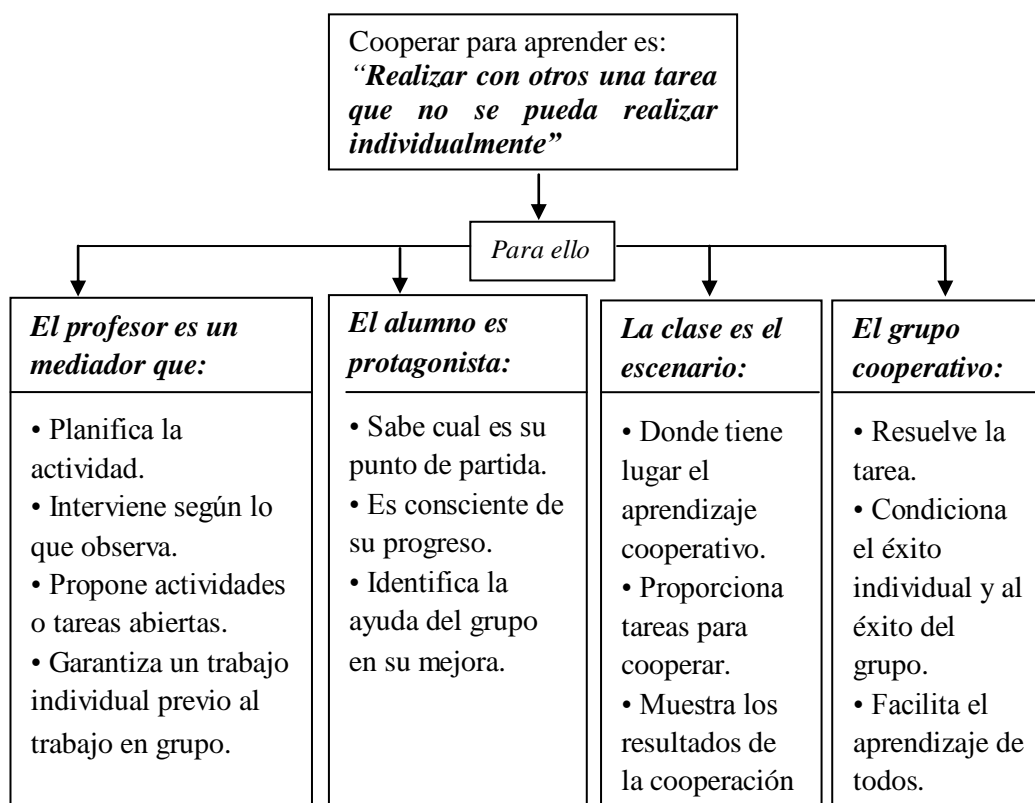 Cooperar para aprender es:
“Realizar con otros una tarea
que no se pueda realizar
individualmente”
Para ello
El profesor es un
mediador que:
• Planifica la
actividad.
• Interviene según lo
que observa.
• Propone actividades
o tareas abiertas.
• Garantiza un trabajo
individual previo al
trabajo en grupo.
El alumno es
protagonista:
• Sabe cual es su
punto de partida.
• Es consciente de
su progreso.
• Identifica la
ayuda del grupo
en su mejora.
La clase es el
escenario:
• Donde tiene
lugar el
aprendizaje
cooperativo.
• Proporciona
tareas para
cooperar.
• Muestra los
resultados de
la cooperación
El grupo
cooperativo:
• Resuelve la
tarea.
• Condiciona
el éxito
individual y al
éxito del
grupo.
• Facilita el
aprendizaje de
todos.